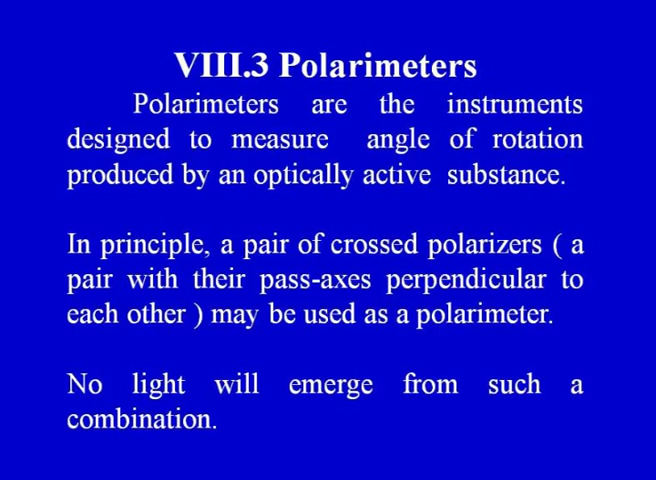 VIII.3 Polarimeters
Polarimeters are the instruments
designed to measure angle of rotation
produced by an optically active substance.
In principle, a pair of crossed polarizers ( a
pair with their pass-axes perpendicular to
each other ) may be used as a polarimeter.
No light will emerge from such a
combination.